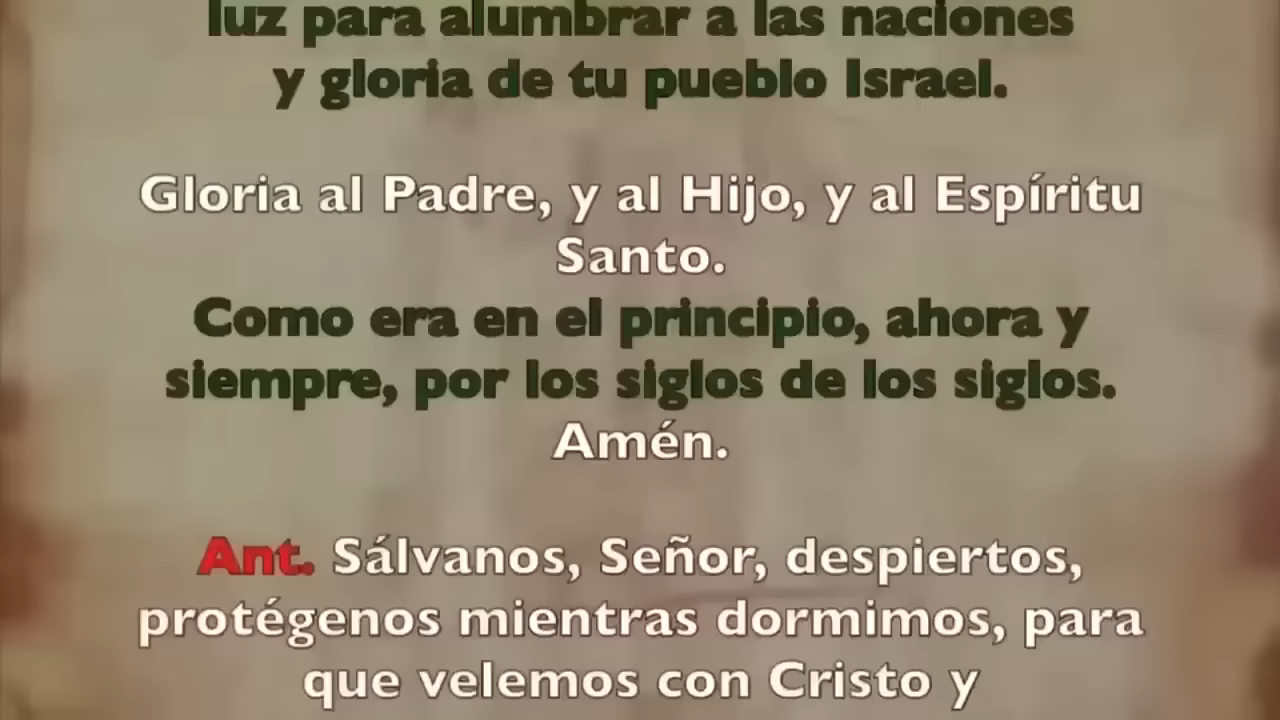 luz para alumbrar a las naciones
y gloria de tu pueblo Israel.
Gloria al Padre, y al Hijo, y al Espíritu
Santo.
Como era en el principio, ahora y
siempre, por los siglos de los siglos.
Amén.
Ant. Sálvanos, Señor, despiertos,
protégenos mientras dormimos, para
que velemos con Cristo y